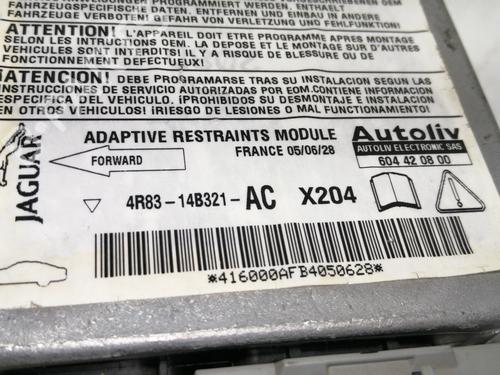 FAHRZEUGSPEZIFISCHEN DATEN. ENTFERNEN UND EINBAU IN ANDERE
FAHRZEUGE VERBOTEN! GEFAHR VON VERLETZUNG UND FEHLFUNKTION!
ATTENTION! L'APPAREIL DOIT ETRE PROGRAMME APRES MONTAGE
SELON LES INTRUCTIONS OEM. LE DEPOSE ET LE MONTAGE SUR D'AUTRES
VEHICULES SONT INTERDITS! IL Y A RISQUE DE BLESSURE OU DE
FONCTIONNEMENT DEFECTUEUX!
¡ATENCION! DEBE PROGRAMARSE TRAS SU INSTALACION SEGUN LAS
INSTRUCCIONES DE SERVICIO AUTORIZADAS POR EOM.CONTIENE INFORMACION
ESPECIFICA DEL VEHICULO. ¡PROHIBIDO SU DESMONTAJE E INSTALACION
EN OTROS VEHICULOS! ¡RIESGO DE LESIONES O MAL FUNCIONAMIENTO!
JAGUAR
ADAPTIVE RESTRAINTS MODULE
FORWARD
FRANCE 05/06/28
Autoliv
AUTOLIV ELECTRONIC SAS
604 42 08 00
4R83-14B321-AC X204
*416000AFB4050628*